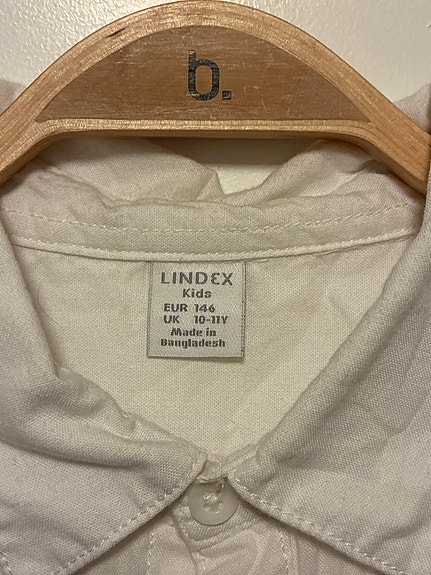 b.
LINDEX
Kids
EUR 146
UK 10-11Y
Made in
Bangladesh